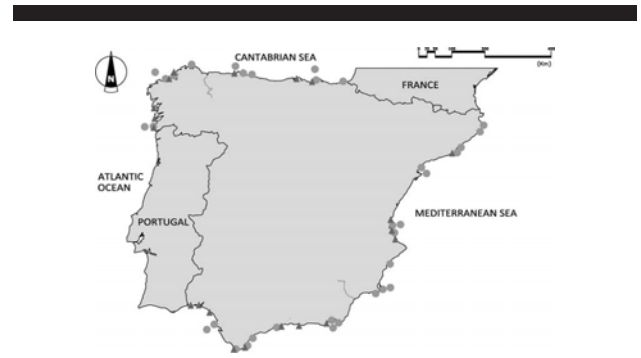 CANTABRIAN SEA
(Km)
FRANCE
N
ATLANTIC
OCEAN
MEDITERRANEAN SEA
PORTUGAL